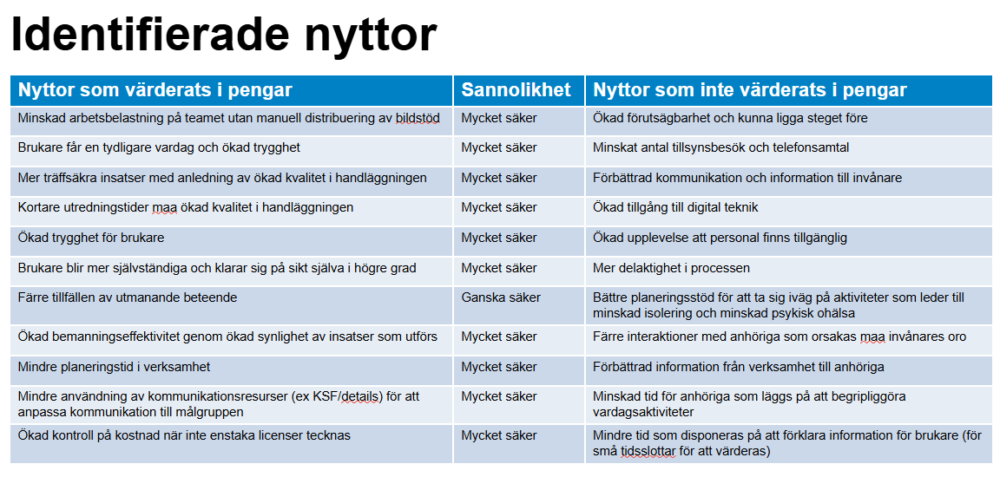 Identifierade nyttor
Nyttor som värderats i pengar Sannolikhet Nyttor som inte värderats i pengar
Minskad arbetsbelastning på teamet utan manuell distribuering av bildstöd Mycket säker Ökad förutsägbarhet och kunna ligga steget före
Brukare får en tydligare vardag och ökad trygghet Mycket säker Minskat antal tillsynsbesök och telefonsamtal
Mer träffsäkra insatser med anledning av ökad kvalitet i handläggningen Mycket säker Förbättrad kommunikation och information till invånare
Kortare utredningstider maa ökad kvalitet i handläggningen Mycket säker Ökad tillgång till digital teknik
Ökad trygghet för brukare Mycket säker Ökad upplevelse att personal finns tillgänglig
Brukare blir mer självständiga och klarar sig på sikt själva i högre grad Mycket säker Mer delaktighet i processen
Färre tillfällen av utmanande beteende Ganska säker Bättre planeringsstöd för att ta sig iväg på aktiviteter som leder till
minskad isolering och minskad psykisk ohälsa
Ökad bemanningseffektivitet genom ökad synlighet av insatser som utförs Mycket säker Färre interaktioner med anhöriga som orsakas maa invånares oro
Mindre planeringstid i verksamhet Mycket säker Förbättrad information från verksamhet till anhöriga
Mindre användning av kommunikationsresurser (ex KSF/details) för att
anpassa kommunikation till målgruppen Mycket säker Minskad tid för anhöriga som läggs på att begripliggöra
vardagsaktiviteter
Ökad kontroll på kostnad när inte enstaka licenser tecknas Mycket säker Mindre tid som disponeras på att förklara information för brukare (för
små tidsslottar för att värderas)